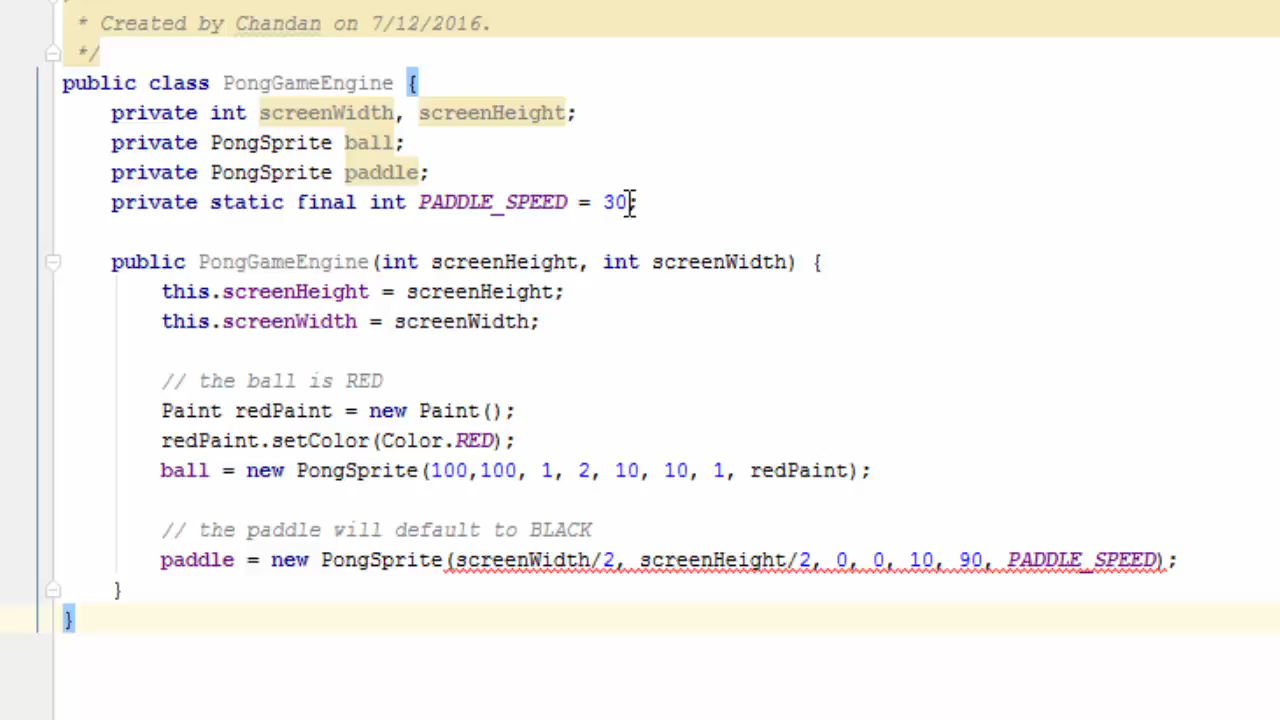 * Created by Chandan on 7/12/2016.
*/
public class PongGameEngine {
private int screenWidth, screenHeight;
private PongSprite ball;
private PongSprite paddle;
private static final int PADDLE_SPEED = 30;
public PongGameEngine(int screenHeight, int screenWidth) {
this.screenHeight = screenHeight;
this.screenWidth = screenWidth;
// the ball is RED
Paint redPaint = new Paint();
redPaint.setColor(Color.RED);
ball = new PongSprite(100,100, 1, 2, 10, 10, 1, redPaint);
// the paddle will default to BLACK
paddle = new PongSprite(screenWidth/2, screenHeight/2, 0, 0, 10, 90, PADDLE_SPEED);
}
}